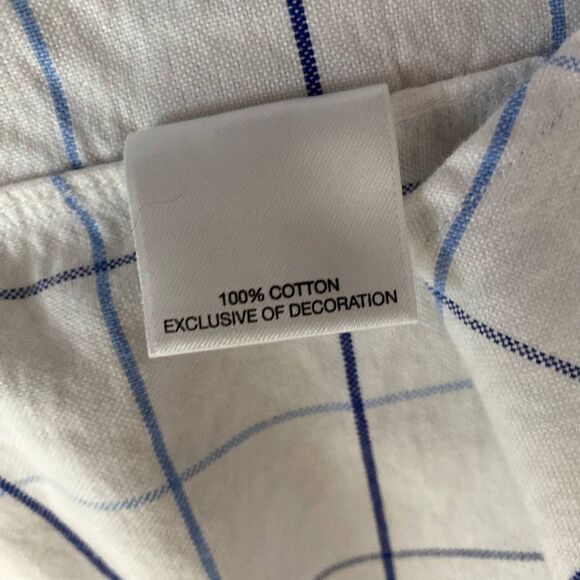 100% COTTON
EXCLUSIVE OF DECORATION